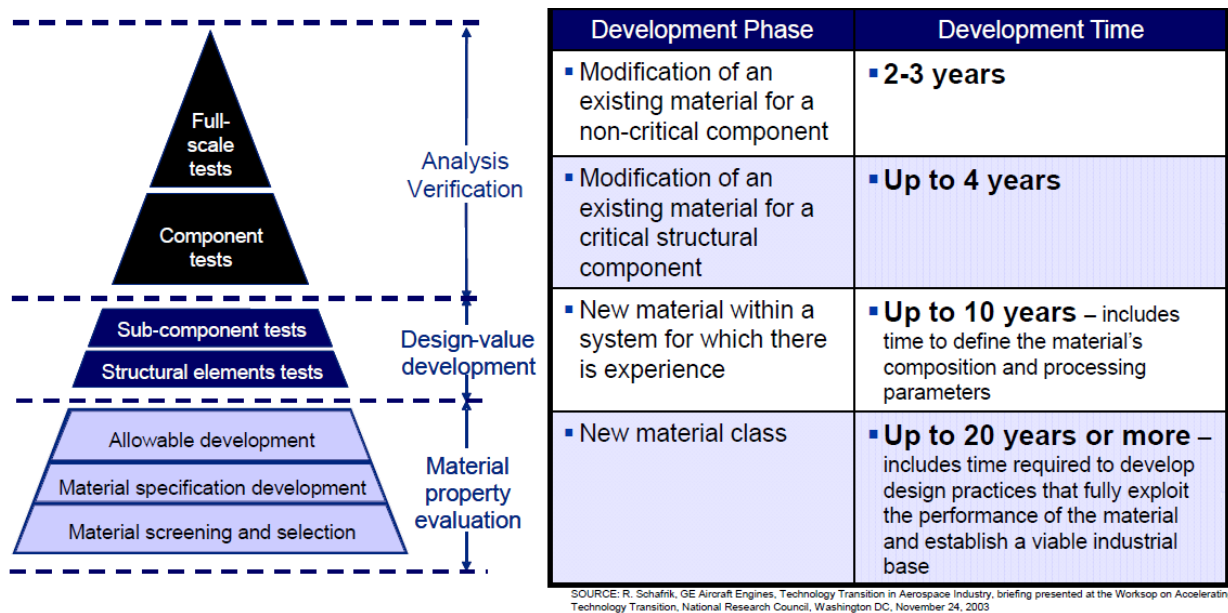 Full-
scale
tests
Component
tests
Sub-component tests
Structural elements tests
Allowable development
Material specification development
Material screening and selection
Analysis
Verification
Design-value
development
Material
property
evaluation
Development Phase
Development Time
▪ Modification of an
existing material for a
non-critical component
▪ 2-3 years
▪ Modification of an
existing material for a
critical structural
component
▪ Up to 4 years
▪ New material within a
system for which there
is experience
▪ Up to 10 years – includes
time to define the material's
composition and processing
parameters
▪ New material class
▪ Up to 20 years or more –
includes time required to develop
design practices that fully exploit
the performance of the material
and establish a viable industrial
base
SOURCE: R. Schafrik, GE Aircraft Engines, Technology Transition in Aerospace Industry, briefing presented at the Worksop on Acceleratin
Technology Transition, National Research Council, Washington DC, November 24, 2003